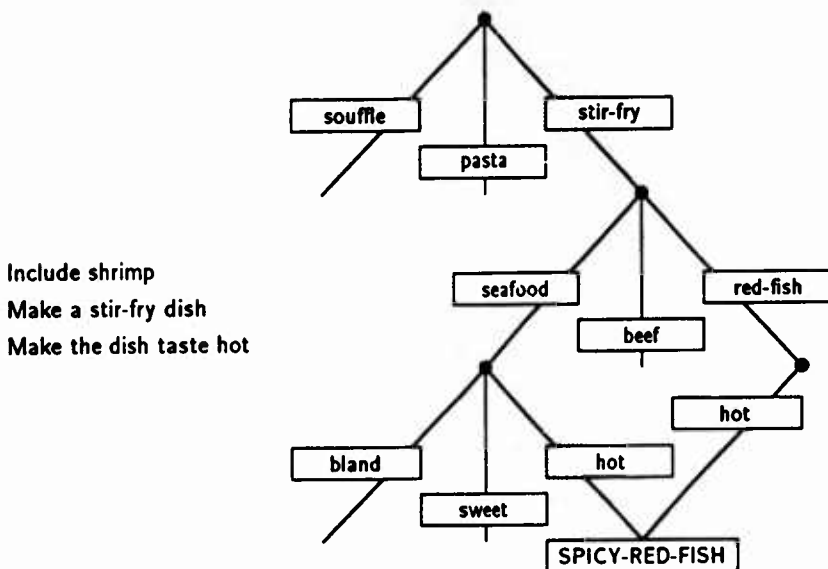 souffle
stir-fry
pasta
Include shrimp
Make a stir-fry dish
Make the dish taste hot
seafood
red-fish
beef
hot
bland
hot
sweet
SPICY-RED-FISH